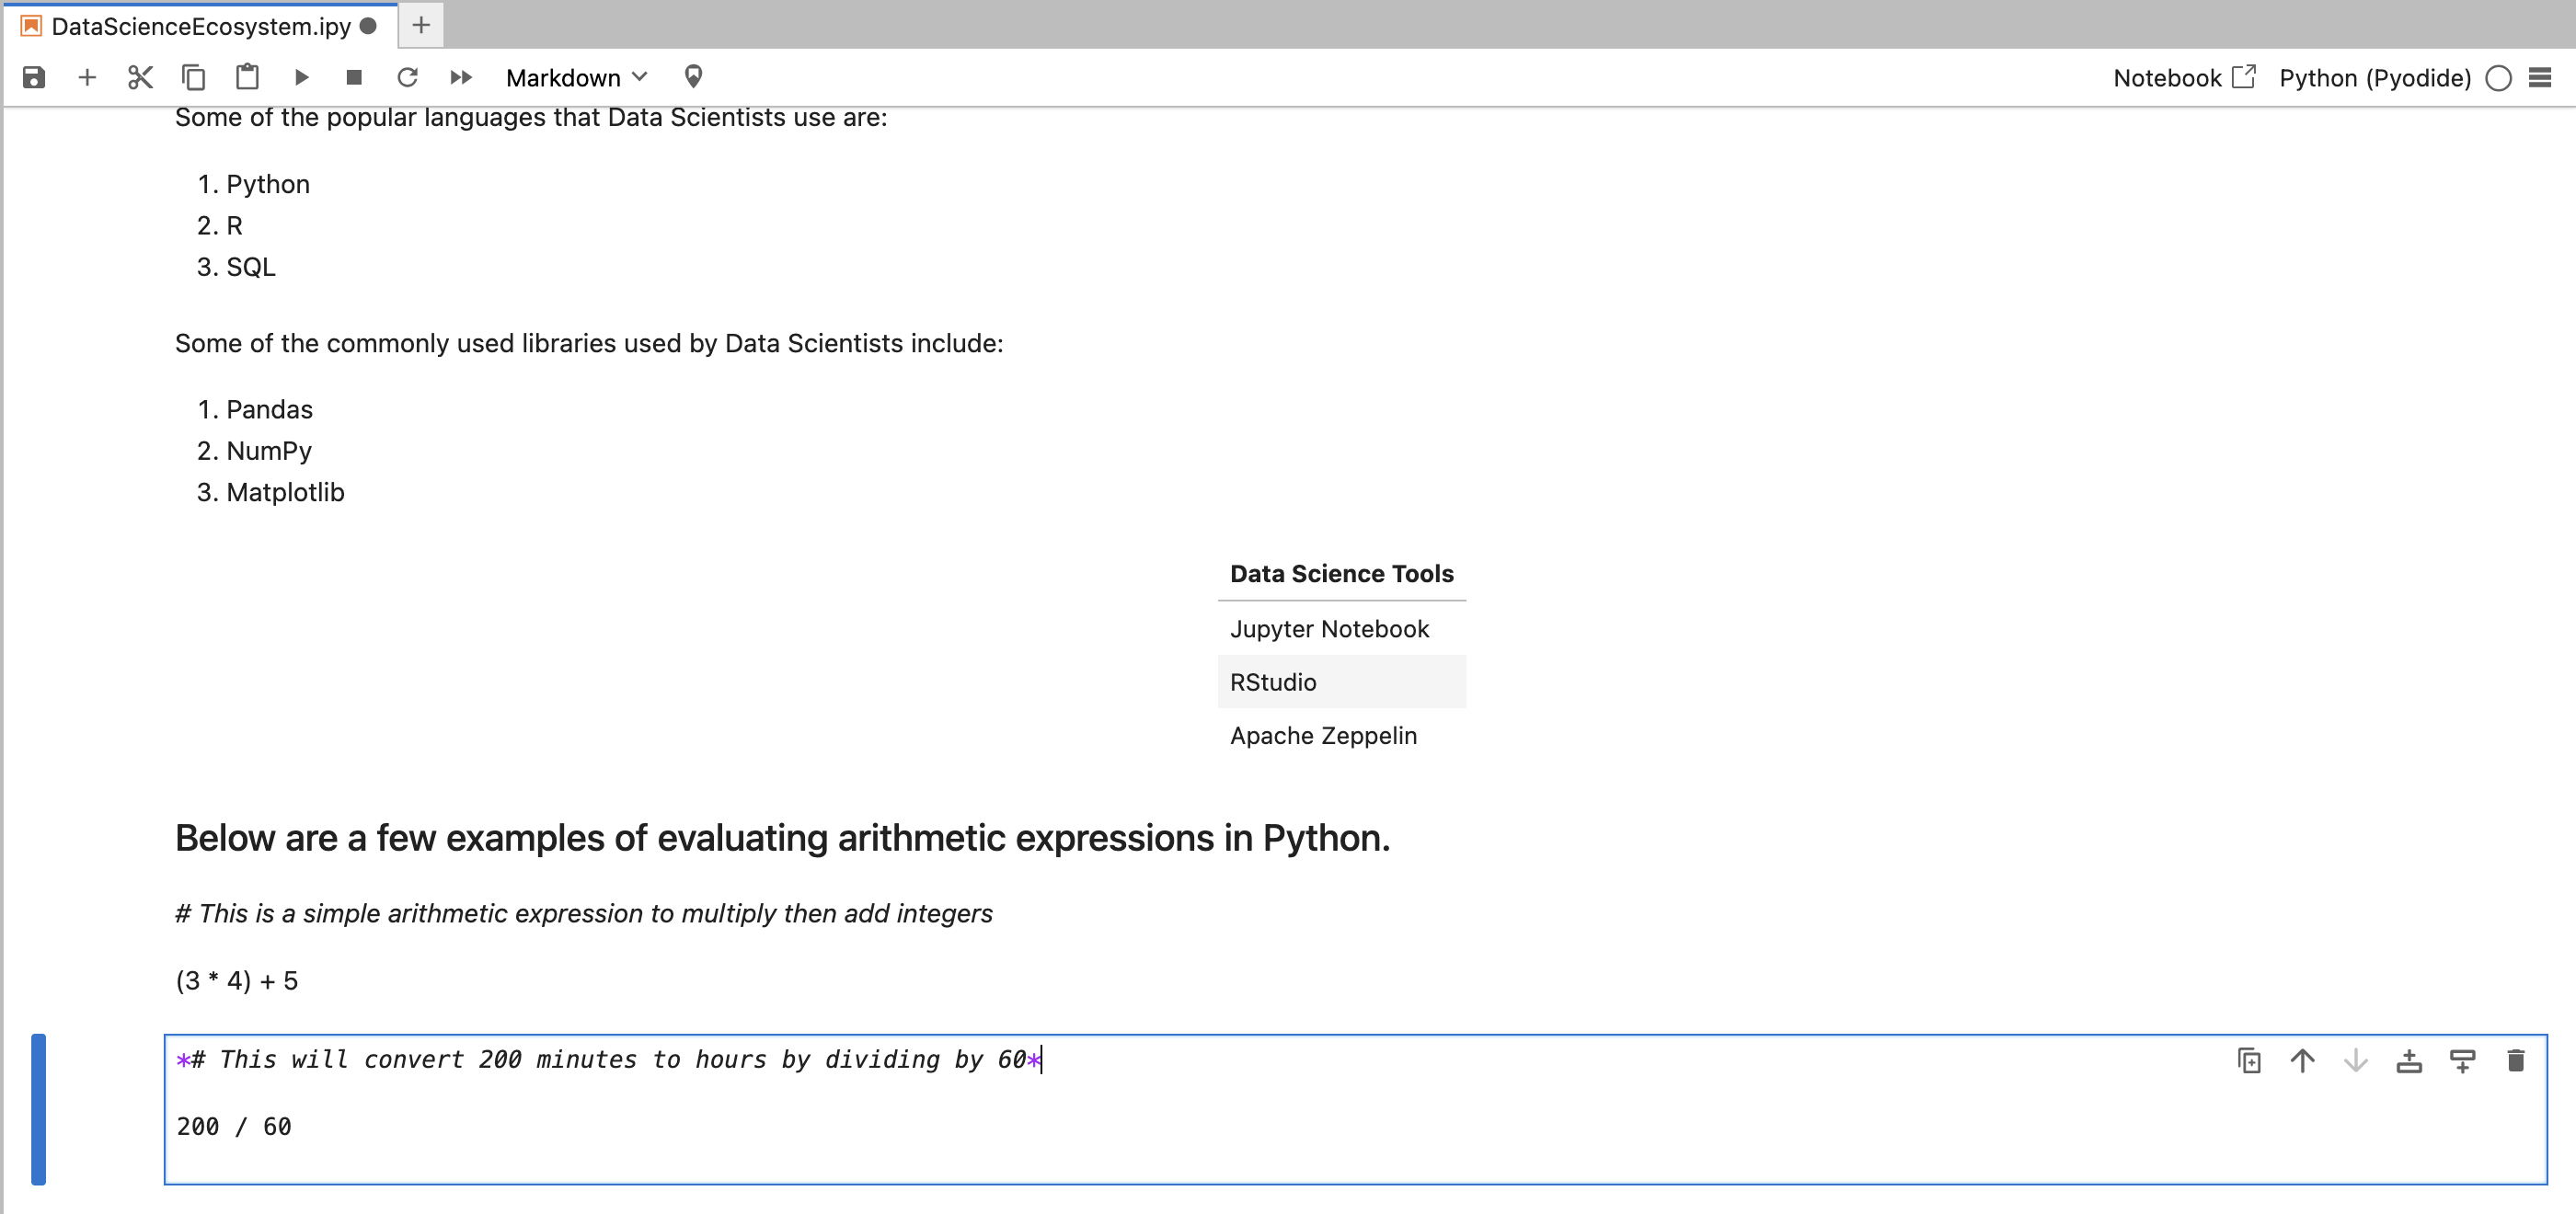 DataScienceEcosystem.ipy
Markdown
Notebook
Python (Pyodide)
Some of the popular languages that Data Scientists use are:
1. Python
2. R
3. SQL
Some of the commonly used libraries used by Data Scientists include:
1. Pandas
2. NumPy
3. Matplotlib
Data Science Tools
Jupyter Notebook
RStudio
Apache Zeppelin
Below are a few examples of evaluating arithmetic expressions in Python.
# This is a simple arithmetic expression to multiply then add integers
(3 * 4) + 5
*# This will convert 200 minutes to hours by dividing by 60*
200 / 60